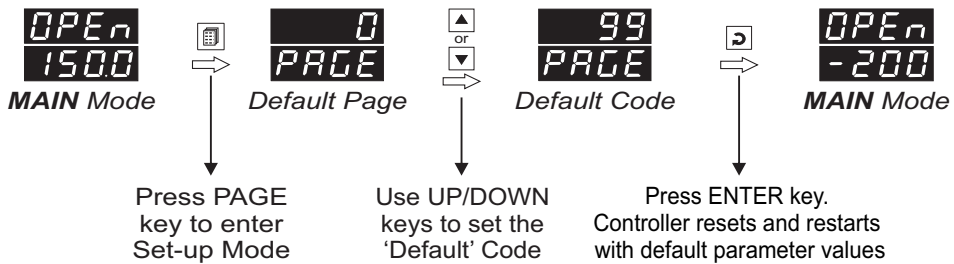 OPEn
0
or
99
OPEn
150.0
PAGE
PAGE
-200
MAIN Mode
Default Page
Default Code
MAIN Mode
Press PAGE
key to enter
Set-up Mode
Use UP/DOWN
keys to set the
‘Default’ Code
Press ENTER key.
Controller resets and restarts
with default parameter values